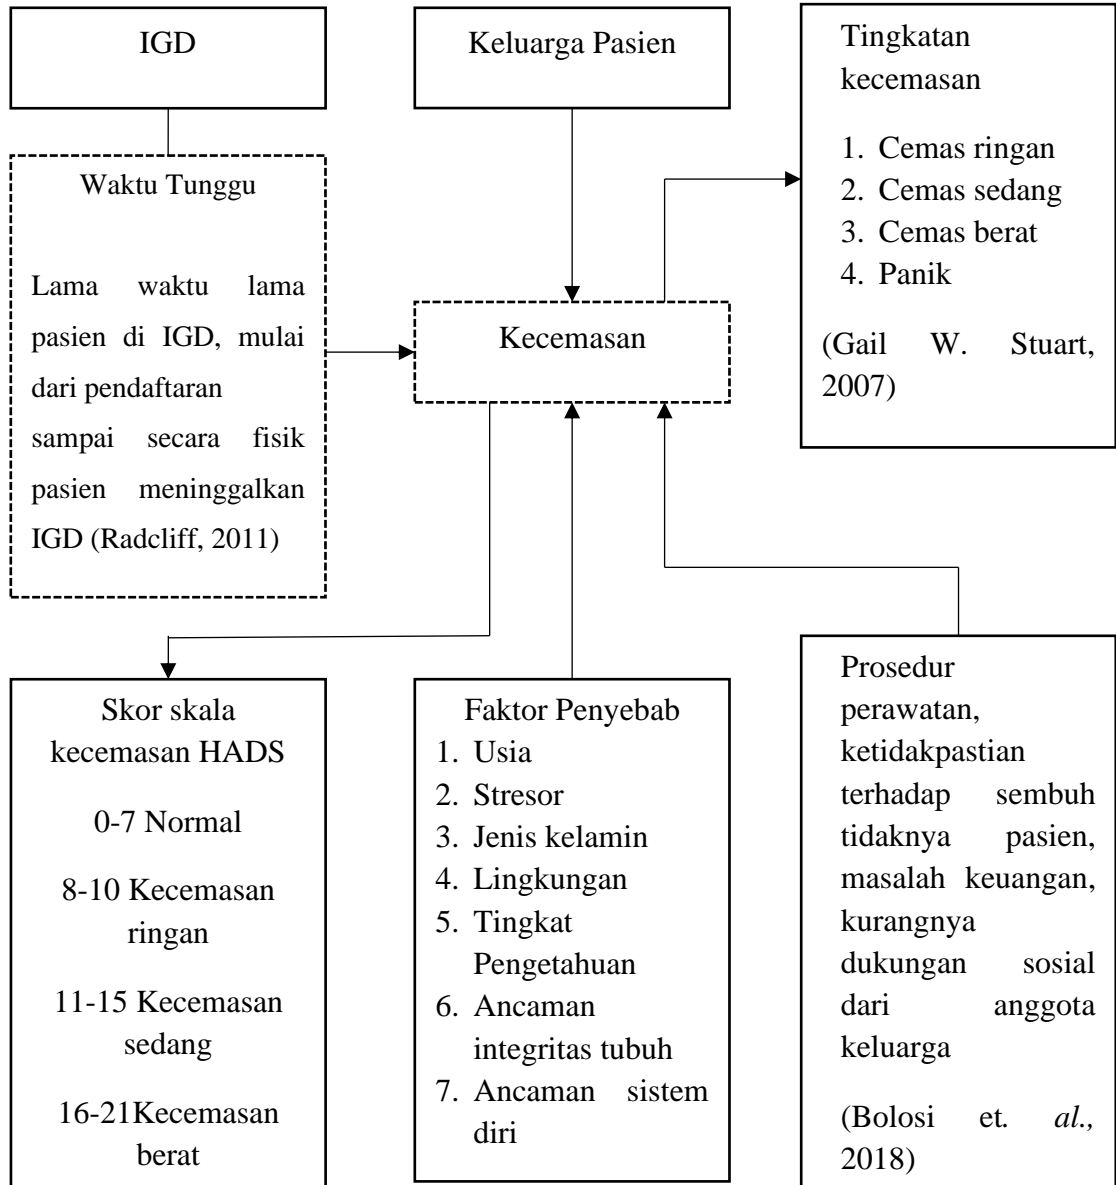 IGD
Waktu Tunggu
Lama waktu lama
pasien di IGD, mulai
dari pendaftaran
sampai secara fisik
pasien meninggalkan
IGD (Radcliff, 2011)
Keluarga Pasien
Kecemasan
Tingkatan
kecemasan
1. Cemas ringan
2. Cemas sedang
3. Cemas berat
4. Panik
(Gail W. Stuart,
2007)
Skor skala
kecemasan HADS
0-7 Normal
8-10 Kecemasan
ringan
11-15 Kecemasan
sedang
16-21Kecemasan
berat
Faktor Penyebab
1. Usia
2. Stresor
3. Jenis kelamin
4. Lingkungan
5. Tingkat
Pengetahuan
6. Ancaman
integritas tubuh
7. Ancaman sistem
diri
Prosedur
perawatan,
ketidakpastian
terhadap sembuh
tidaknya pasien,
masalah keuangan,
kurangnya
dukungan sosial
dari anggota
keluarga
(Bolosi et. al.,
2018)